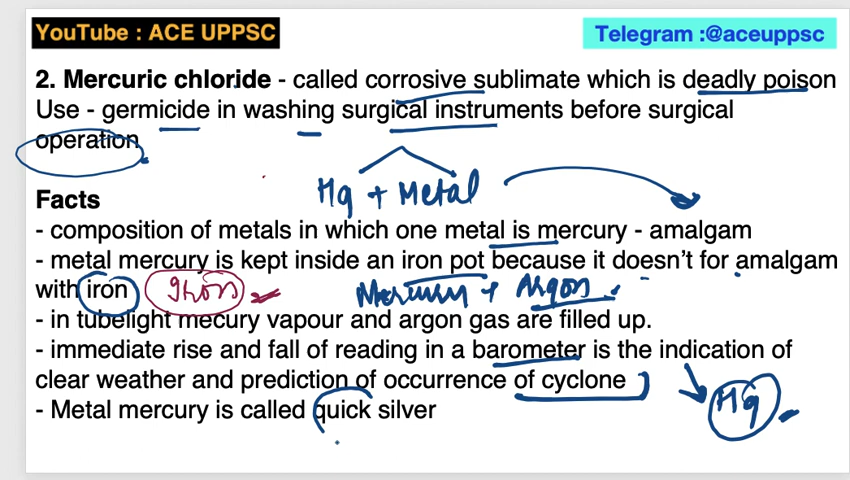 YouTube : ACE UPPSC
Telegram :@aceuppsc
2. Mercuric chloride - called corrosive sublimate which is deadly poison
Use - germicide in washing surgical instruments before surgical
operation
Hg + Metal
Facts
- composition of metals in which one metal is mercury - amalgam
- metal mercury is kept inside an iron pot because it doesn't for amalgam
with iron Iron Mercury + Argon
- in tubelight mecury vapour and argon gas are filled up.
- immediate rise and fall of reading in a barometer is the indication of
clear weather and prediction of occurrence of cyclone
Hg
- Metal mercury is called quick silver